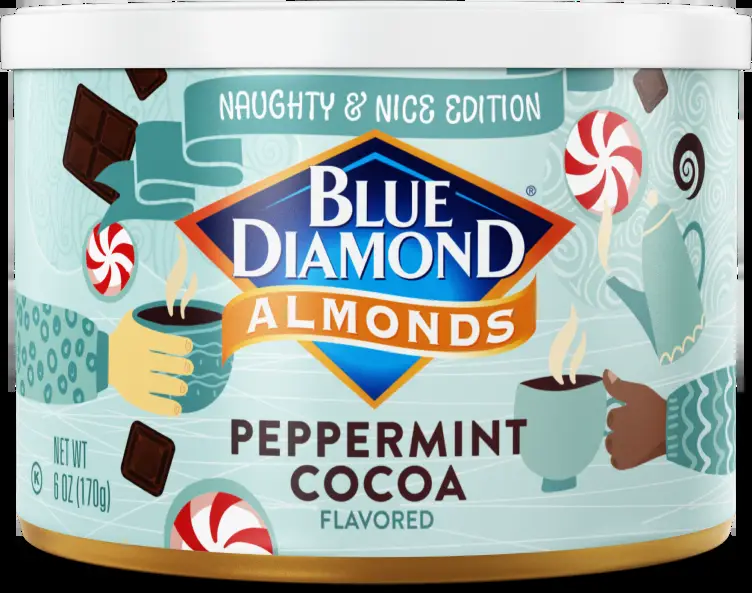 NAUGHTY & NICE EDITION
BLUE
DIAMOND®
ALMONDS
PEPPERMINT
COCOA
FLAVORED
NET WT
6 OZ (170g)
K